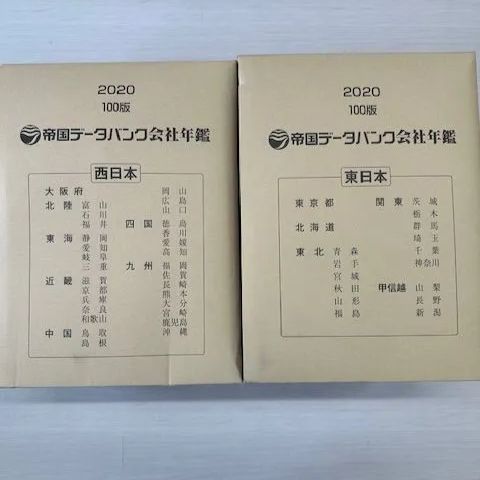 2020
100版
帝国データバンク会社年鑑
西日本
大阪府
北陸 富山
石川
福井
東海 静岡
愛知
岐阜
三重
近畿 滋賀
京都
兵庫
奈良
和歌山
中国 鳥取
島根
岡山
広島
山口
四国 徳島
香川
愛媛
高知
九州 福岡
佐賀
長崎
熊本
大分
宮崎
鹿児島
沖縄
2020
100版
帝国データバンク会社年鑑
東日本
東京都
北海道
東北 青森
岩手
宮城
秋田
山形
福島
関東 茨城
栃木
群馬
埼玉
千葉
神奈川
甲信越 山梨
長野
新潟